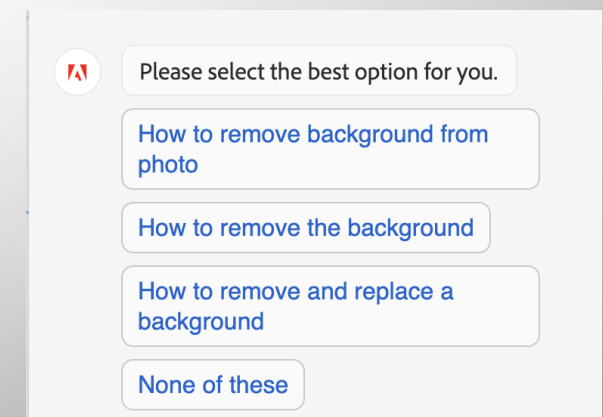 Please select the best option for you.
How to remove background from
photo
How to remove the background
How to remove and replace a
background
None of these